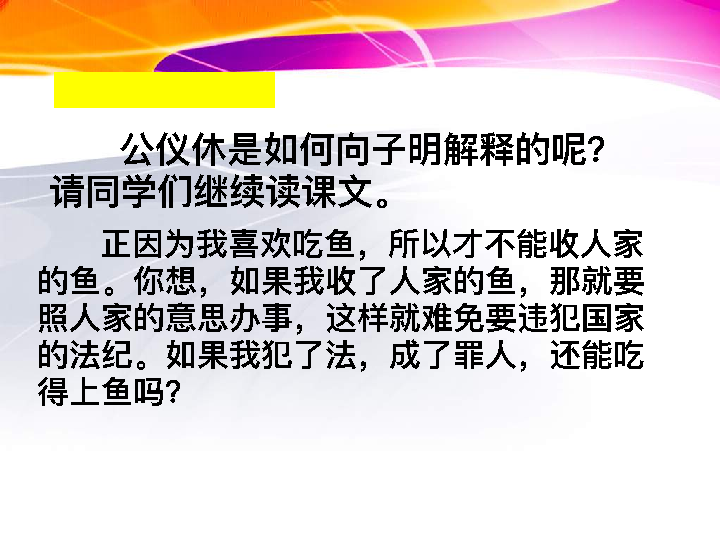 公仪休是如何向子明解释的呢？
请同学们继续读课文。
正因为我喜欢吃鱼，所以才不能收人家
的鱼。你想，如果我收了人家的鱼，那就要
照人家的意思办事，这样就难免要违犯国家
的法纪。如果我犯了法，成了罪人，还能吃
得上鱼吗？